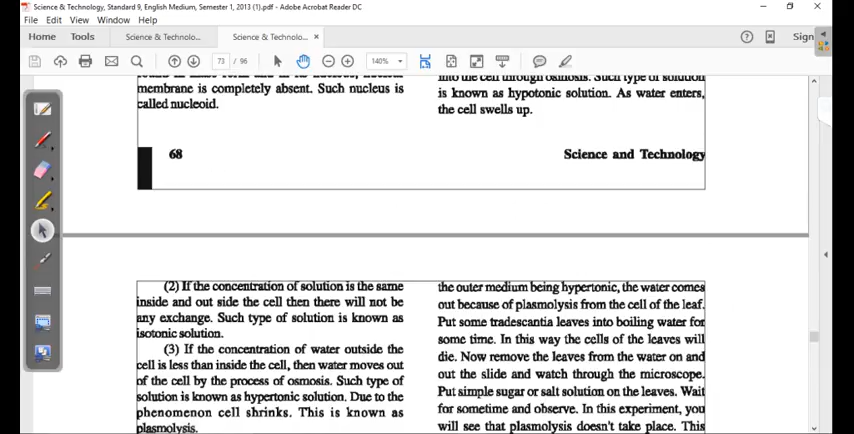 Science & Technology, Standard 9, English Medium, Semester 1, 2013 (1).pdf - Adobe Acrobat Reader DC
File Edit View Window Help
Home Tools Science & Technolo... Science & Technolo... × Sign
73 / 96 140%
membrane is completely absent. Such nucleus is
called nucleoid.
into the cell through osmosis. Such type of solution
is known as hypotonic solution. As water enters,
the cell swells up.
68 Science and Technology
(2) If the concentration of solution is the same
inside and out side the cell then there will not be
any exchange. Such type of solution is known as
isotonic solution.
(3) If the concentration of water outside the
cell is less than inside the cell, then water moves out
of the cell by the process of osmosis. Such type of
solution is known as hypertonic solution. Due to the
phenomenon cell shrinks. This is known as
plasmolysis.
the outer medium being hypertonic, the water comes
out because of plasmolysis from the cell of the leaf.
Put some tradescantia leaves into boiling water for
some time. In this way the cells of the leaves will
die. Now remove the leaves from the water on and
out the slide and watch through the microscope.
Put simple sugar or salt solution on the leaves. Wait
for sometime and observe. In this experiment, you
will see that plasmolysis doesn't take place. This